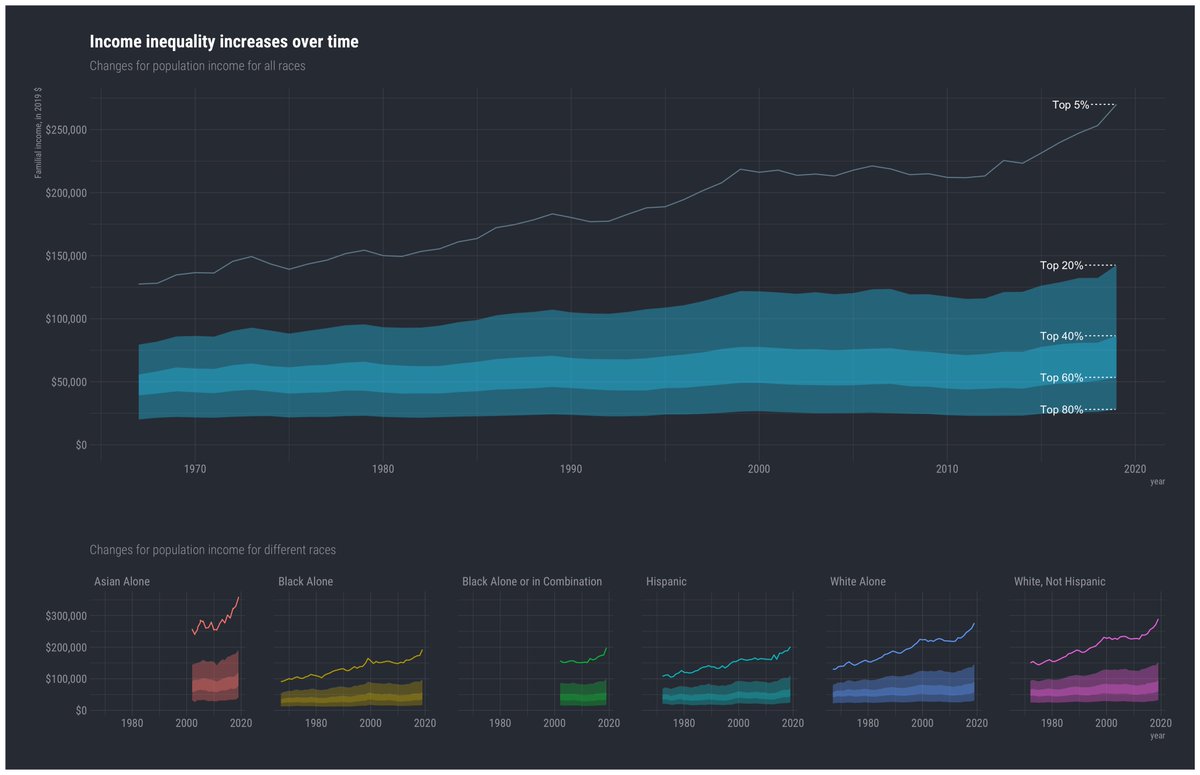 Income inequality increases over time
Changes for population income for all races
Familial income, in 2019 $
$250,000
$200,000
$150,000
$100,000
$50,000
$0
Top 5%
Top 20%
Top 40%
Top 60%
Top 80%
1970 1980 1990 2000 2010 2020
year
Changes for population income for different races
Asian Alone Black Alone Black Alone or in Combination Hispanic White Alone White, Not Hispanic
$300,000
$200,000
$100,000
$0
1980 2000 2020 1980 2000 2020 1980 2000 2020 1980 2000 2020 1980 2000 2020 1980 2000 2020
year